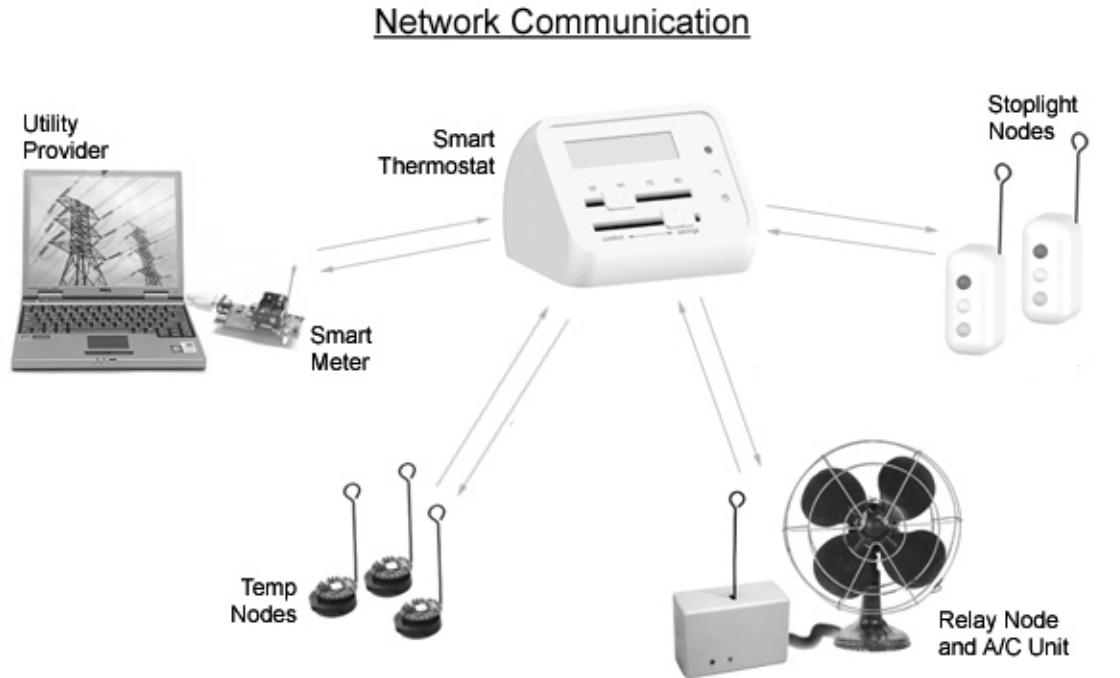 Network Communication
Utility
Provider
Smart
Thermostat
Stoplight
Nodes
Smart
Meter
Temp
Nodes
Relay Node
and A/C Unit